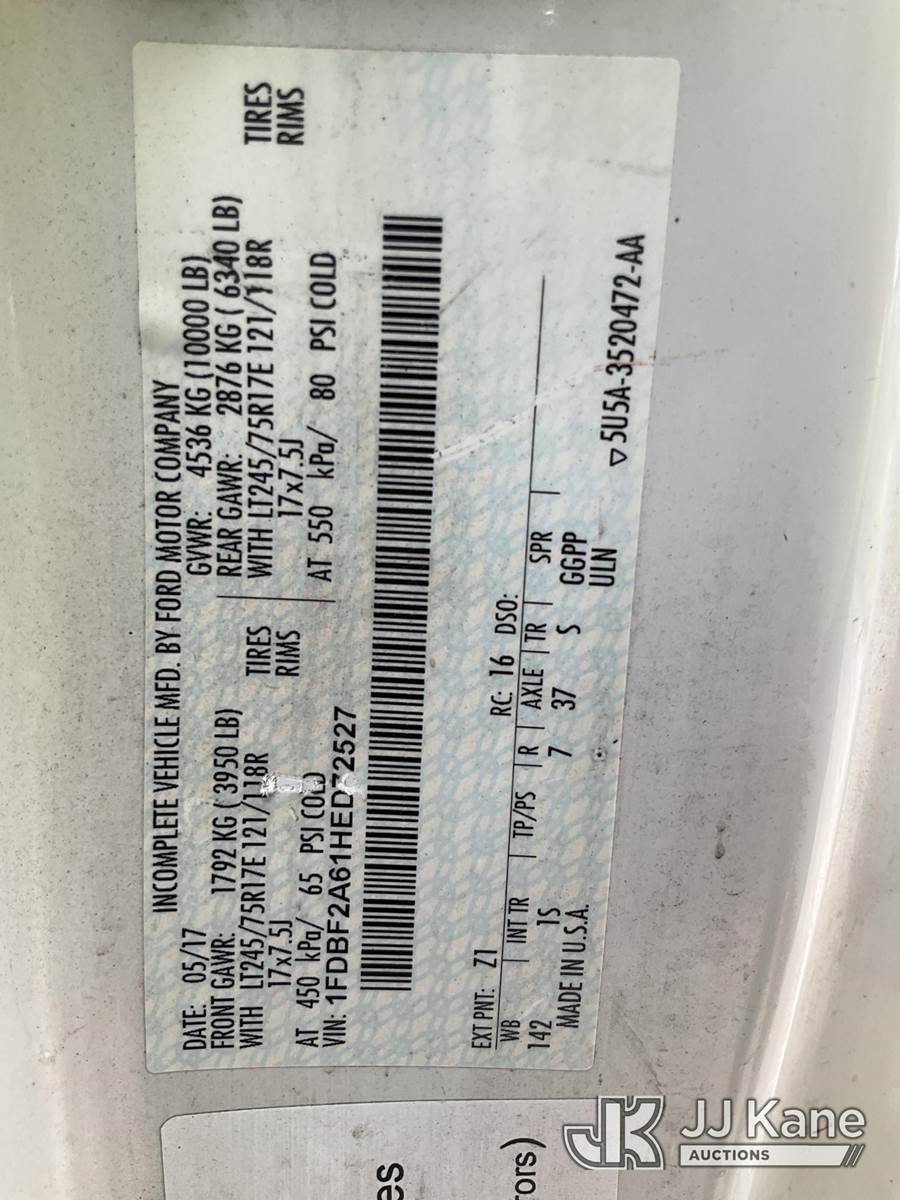 INCOMPLETE VEHICLE MFD. BY FORD MOTOR COMPANY
DATE: 05/17 GVWR: 4536 KG (10000 LB)
FRONT GAWR: 1792 KG ( 3950 LB) REAR GAWR: 2876 KG ( 6340 LB)
WITH LT245/75R17E 121/118R TIRES WITH LT245/75R17E 121/118R TIRES
17x7.5J RIMS 17x7.5J RIMS
AT 450 kPa/ 65 PSI COLD AT 550 kPa/ 80 PSI COLD
VIN: 1FDBF2A61HED72527
EXT PNT: Z1 RC: 16 DSO:
WB INT TR TP/PS R AXLE TR SPR
142 1S 7 37 S GGPP
MADE IN U.S.A. ULN
▽ 5U5A-3520472-AA
es
ors)
JK JJ Kane
AUCTIONS